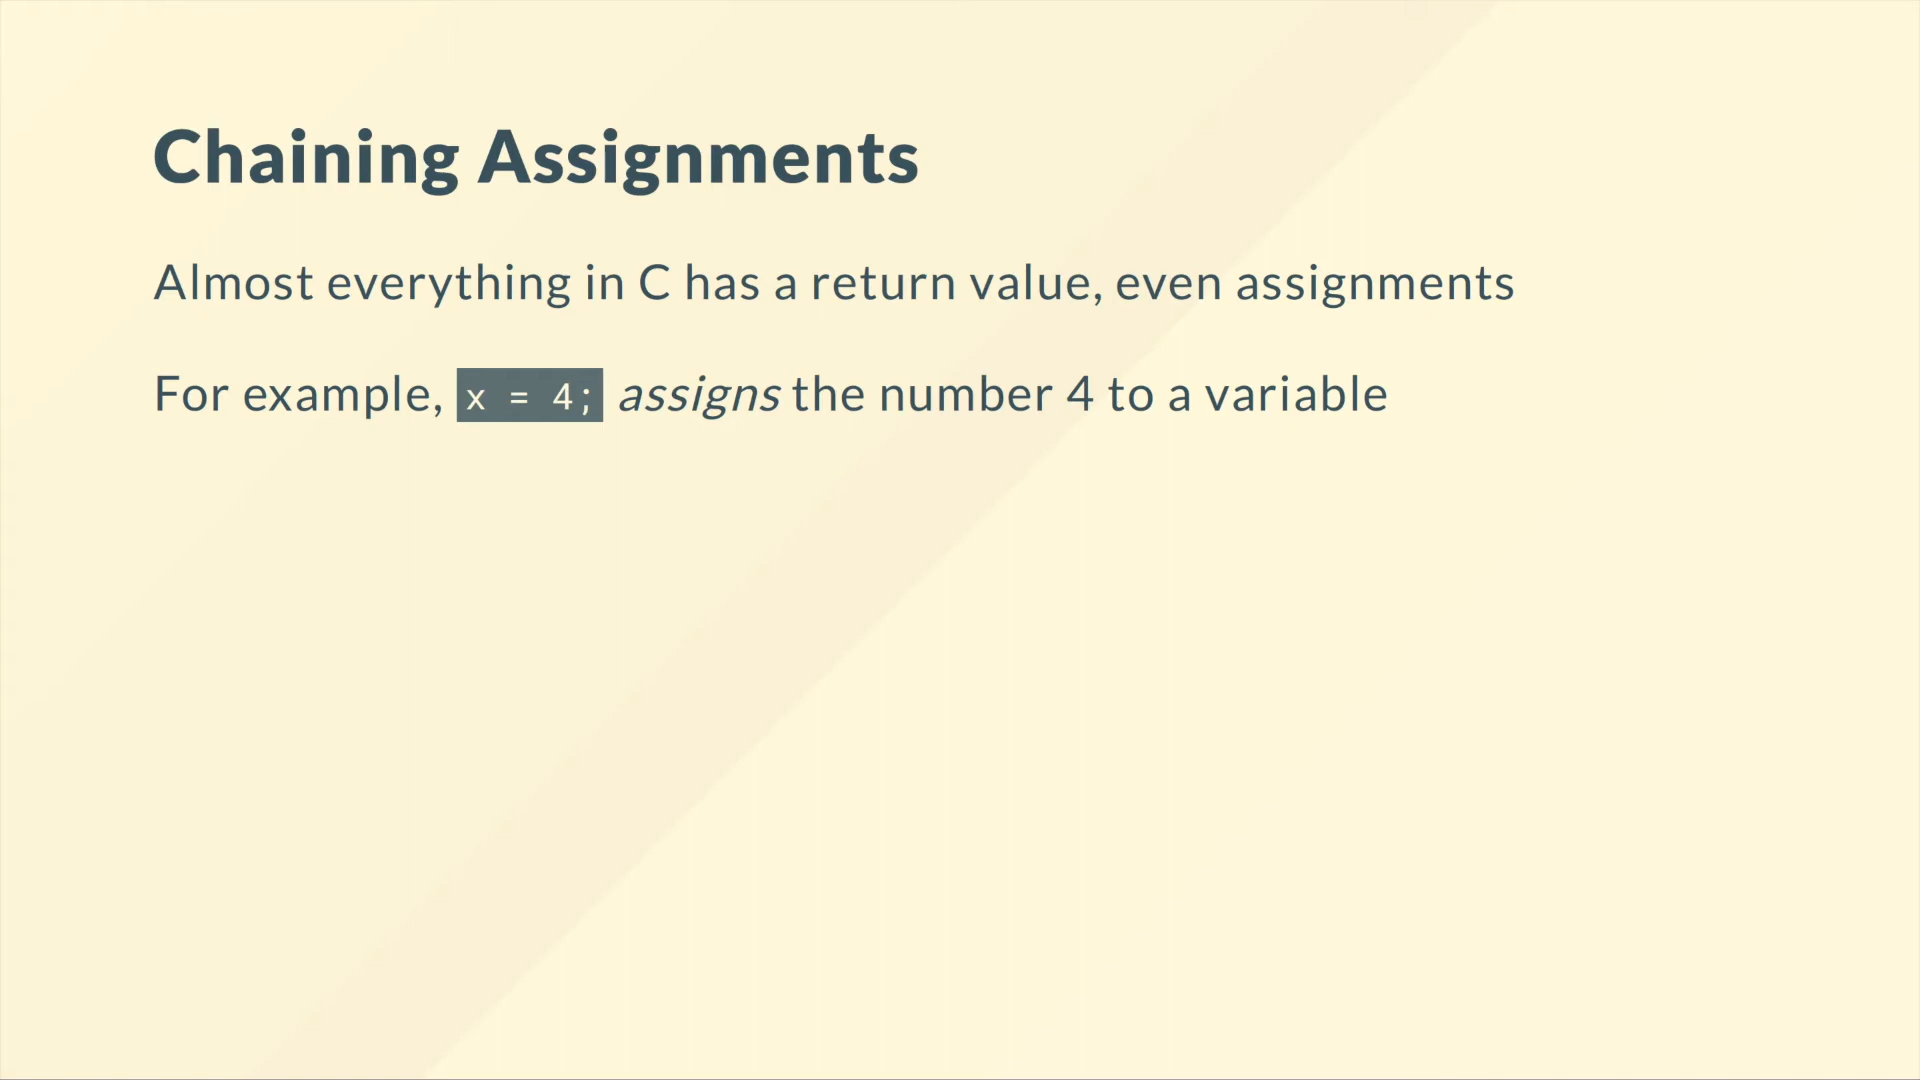 Chaining Assignments
Almost everything in C has a return value, even assignments
For example, x = 4; assigns the number 4 to a variable